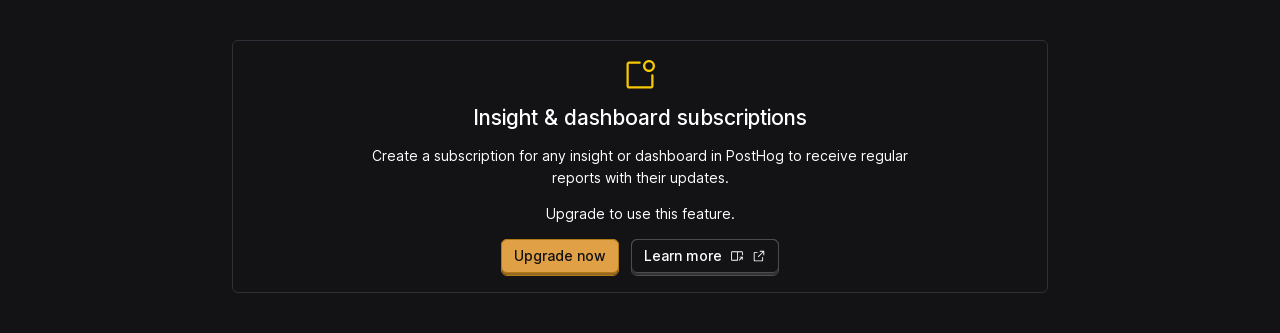 Insight & dashboard subscriptions
Create a subscription for any insight or dashboard in PostHog to receive regular
reports with their updates.
Upgrade to use this feature.
Upgrade now
Learn more